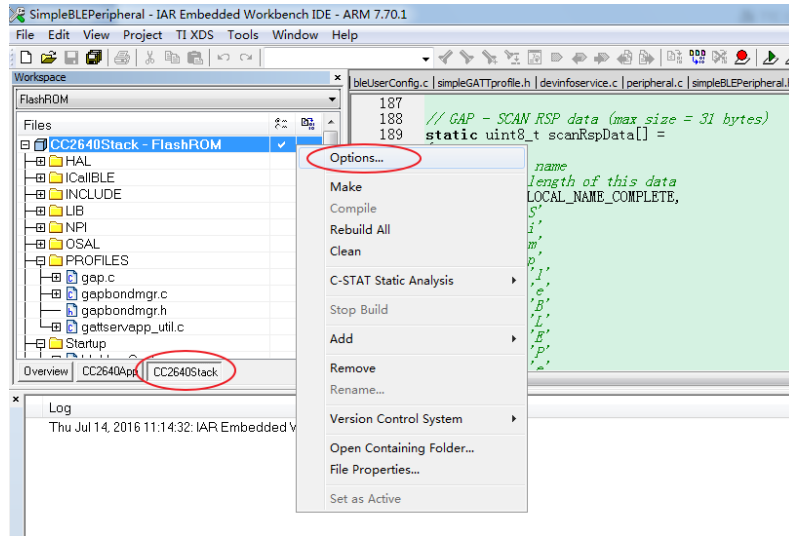 SimpleBLEPeripheral - IAR Embedded Workbench IDE - ARM 7.70.1
File Edit View Project TI XDS Tools Window Help
Workspace
bleUserConfig.c simpleGATTprofile.h devinfoservice.c peripheral.c simpleBLEPeripheral.
FlashROM
Files
CC2640Stack - FlashROM
HAL
ICallBLE
INCLUDE
LIB
NPI
OSAL
PROFILES
gap.c
gapbondmgr.c
gapbondmgr.h
gattservapp_util.c
Startup
Overview CC2640App CC2640Stack
187
188 // GAP - SCAN RSP data (max size = 31 bytes)
189 static uint8_t scanRspData[] =
name
length of this data
LOCAL_NAME_COMPLETE,
S'
i'
m'
p'
'l'
'e'
'B'
'L'
'E'
'P'
'e'
Options...
Make
Compile
Rebuild All
Clean
C-STAT Static Analysis
Stop Build
Add
Remove
Rename...
Version Control System
Open Containing Folder...
File Properties...
Set as Active
Log
Thu Jul 14, 2016 11:14:32: IAR Embedded